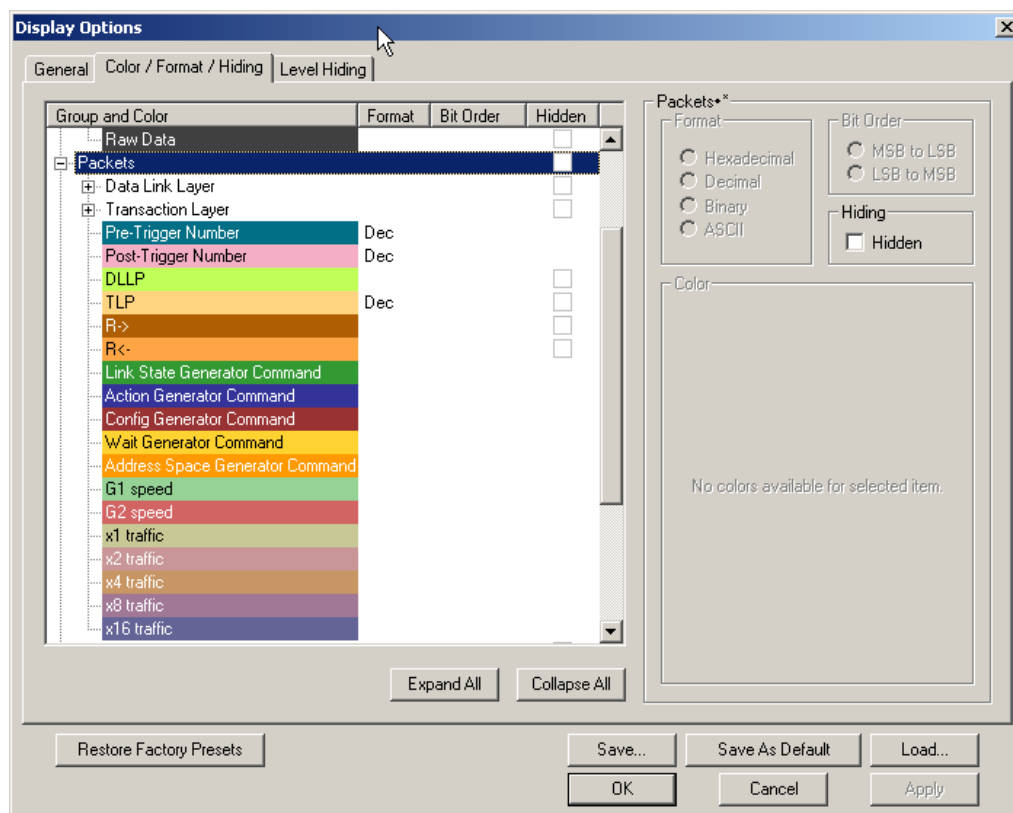 Display Options
General
Color / Format / Hiding
Level Hiding
Group and Color
Format
Bit Order
Hidden
Raw Data
Packets
Data Link Layer
Transaction Layer
Pre-Trigger Number Dec
Post-Trigger Number Dec
DLLP
TLP Dec
R->
R<-
Link State Generator Command
Action Generator Command
Config Generator Command
Wait Generator Command
Address Space Generator Command
G1 speed
G2 speed
x1 traffic
x2 traffic
x4 traffic
x8 traffic
x16 traffic
Expand All
Collapse All
Packets•×
Format
Hexadecimal
Decimal
Binary
ASCII
Bit Order
MSB to LSB
LSB to MSB
Hiding
Hidden
Color
No colors available for selected item.
Restore Factory Presets
Save...
Save As Default
Load...
OK
Cancel
Apply